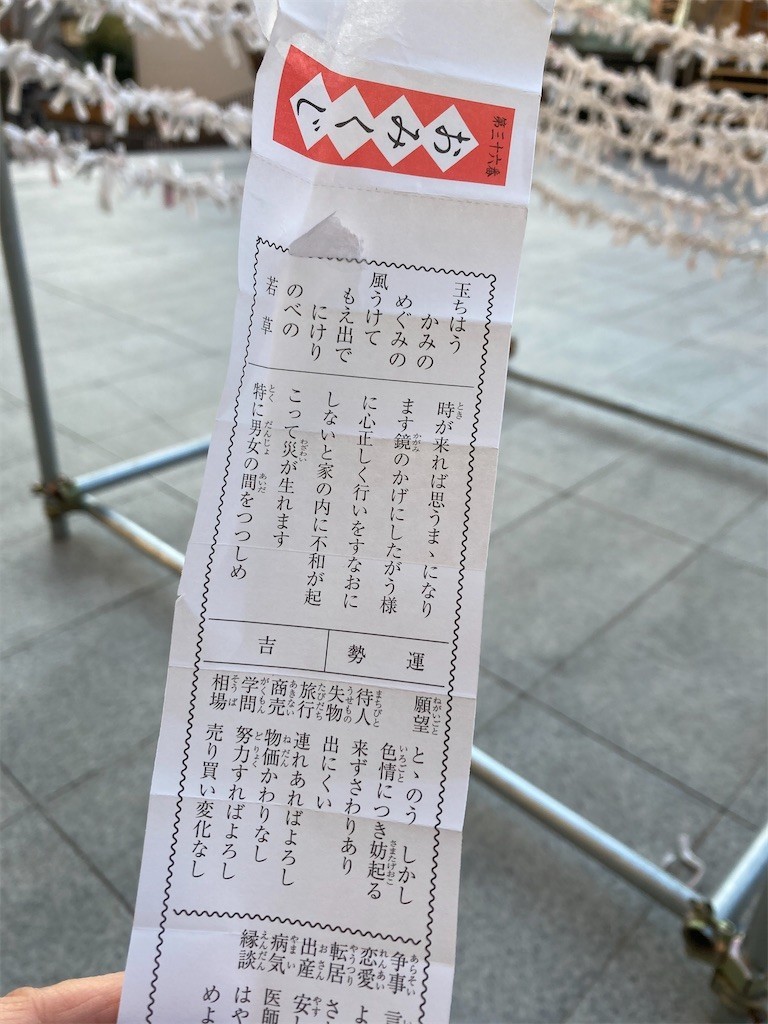 第三十六番
おみくじ
玉ちはう
かみの
めぐみの
風うけて
もえ出で
にけり
のべの
若草
時が来れば思うまゝになり
ます鏡のかげにしたがう様
に心正しく行いをすなおに
しないと家の内に不和が起
こって災が生れます
特に男女の間をつつしめ
運勢
吉
願望 とゝのう しかし
色情につき妨起る
待人 来ずさわりあり
失物 出にくい
旅行 連れあればよろし
商売 物価かわりなし
学問 努力すればよろし
相場 売り買い変化なし
争事
恋愛 よ
転居 さ
出産 安
病気 医師
はや
縁談 めよ